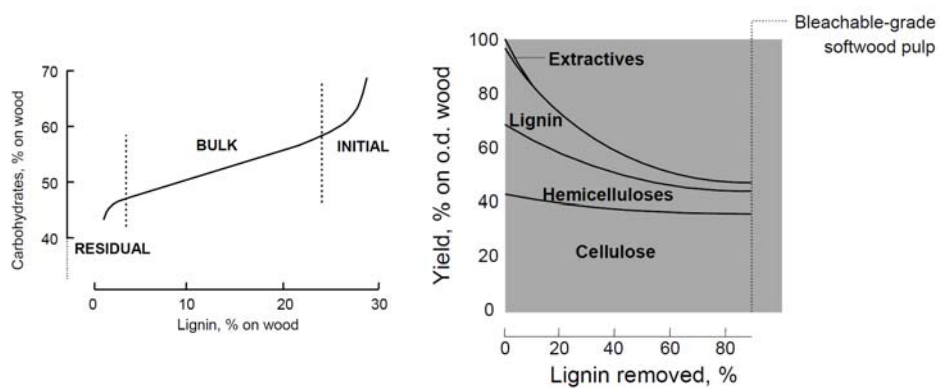 Carbohydrates, % on wood
70
60
50
40
RESIDUAL
BULK
INITIAL
0
10
20
30
Lignin, % on wood
Bleachable-grade
softwood pulp
Yield, % on o.d. wood
100
80
60
40
20
0
Extractives
Lignin
Hemicelluloses
Cellulose
0
20
40
60
80
Lignin removed, %